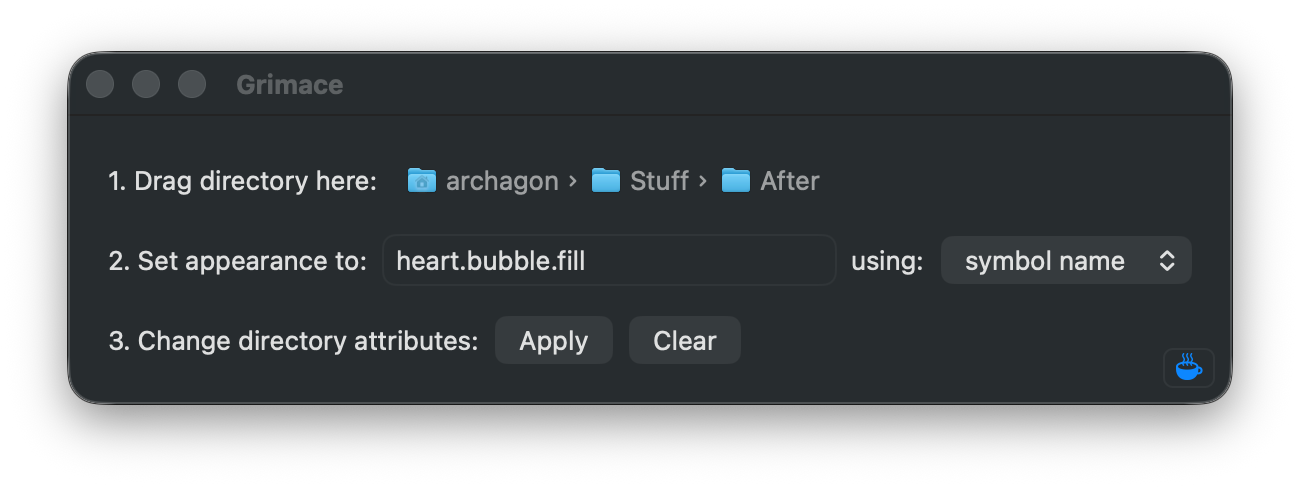 Grimace
1. Drag directory here: archagon › Stuff › After
2. Set appearance to: heart.bubble.fill using: symbol name
3. Change directory attributes: Apply Clear